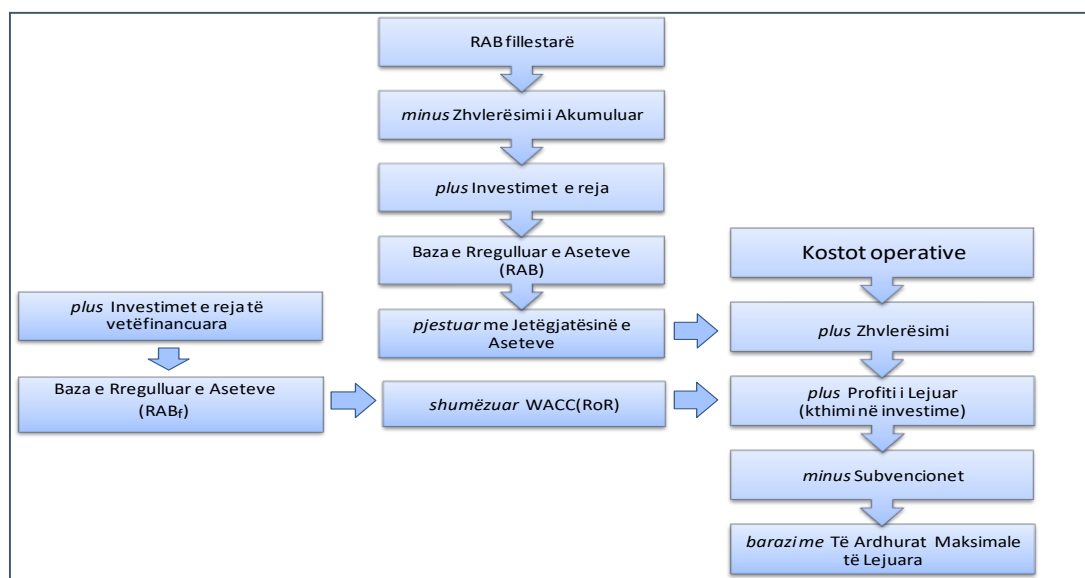 RAB fillestarë
minus Zhvlerësimi i Akumuluar
plus Investimet e reja
Baza e Rregulluar e Aseteve
(RAB)
pjestuar me Jetëgjatësinë e
Aseteve
plus Investimet e reja të
vetëfinancuara
Baza e Rregulluar e Aseteve
(RABf)
shumëzuar WACC(RoR)
Kostot operative
plus Zhvlerësimi
plus Profiti i Lejuar
(kthimi në investime)
minus Subvencionet
barazi me Të Ardhurat Maksimale
të Lejuara